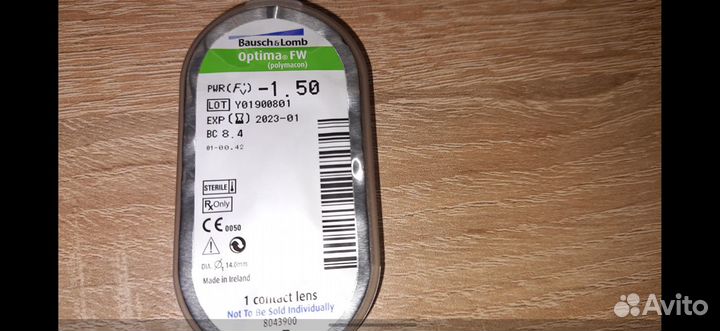 Bausch & Lomb
Optima® FW
(polymacon)
PWR (F'v) -1.50
LOT Y01900801
EXP 2023-01
BC 8.4
01-00.42
STERILE
Rx Only
CE 0050
DIA. 14.0mm
Made in Ireland
1 contact lens
Not To Be Sold Individually
8043900
Avito